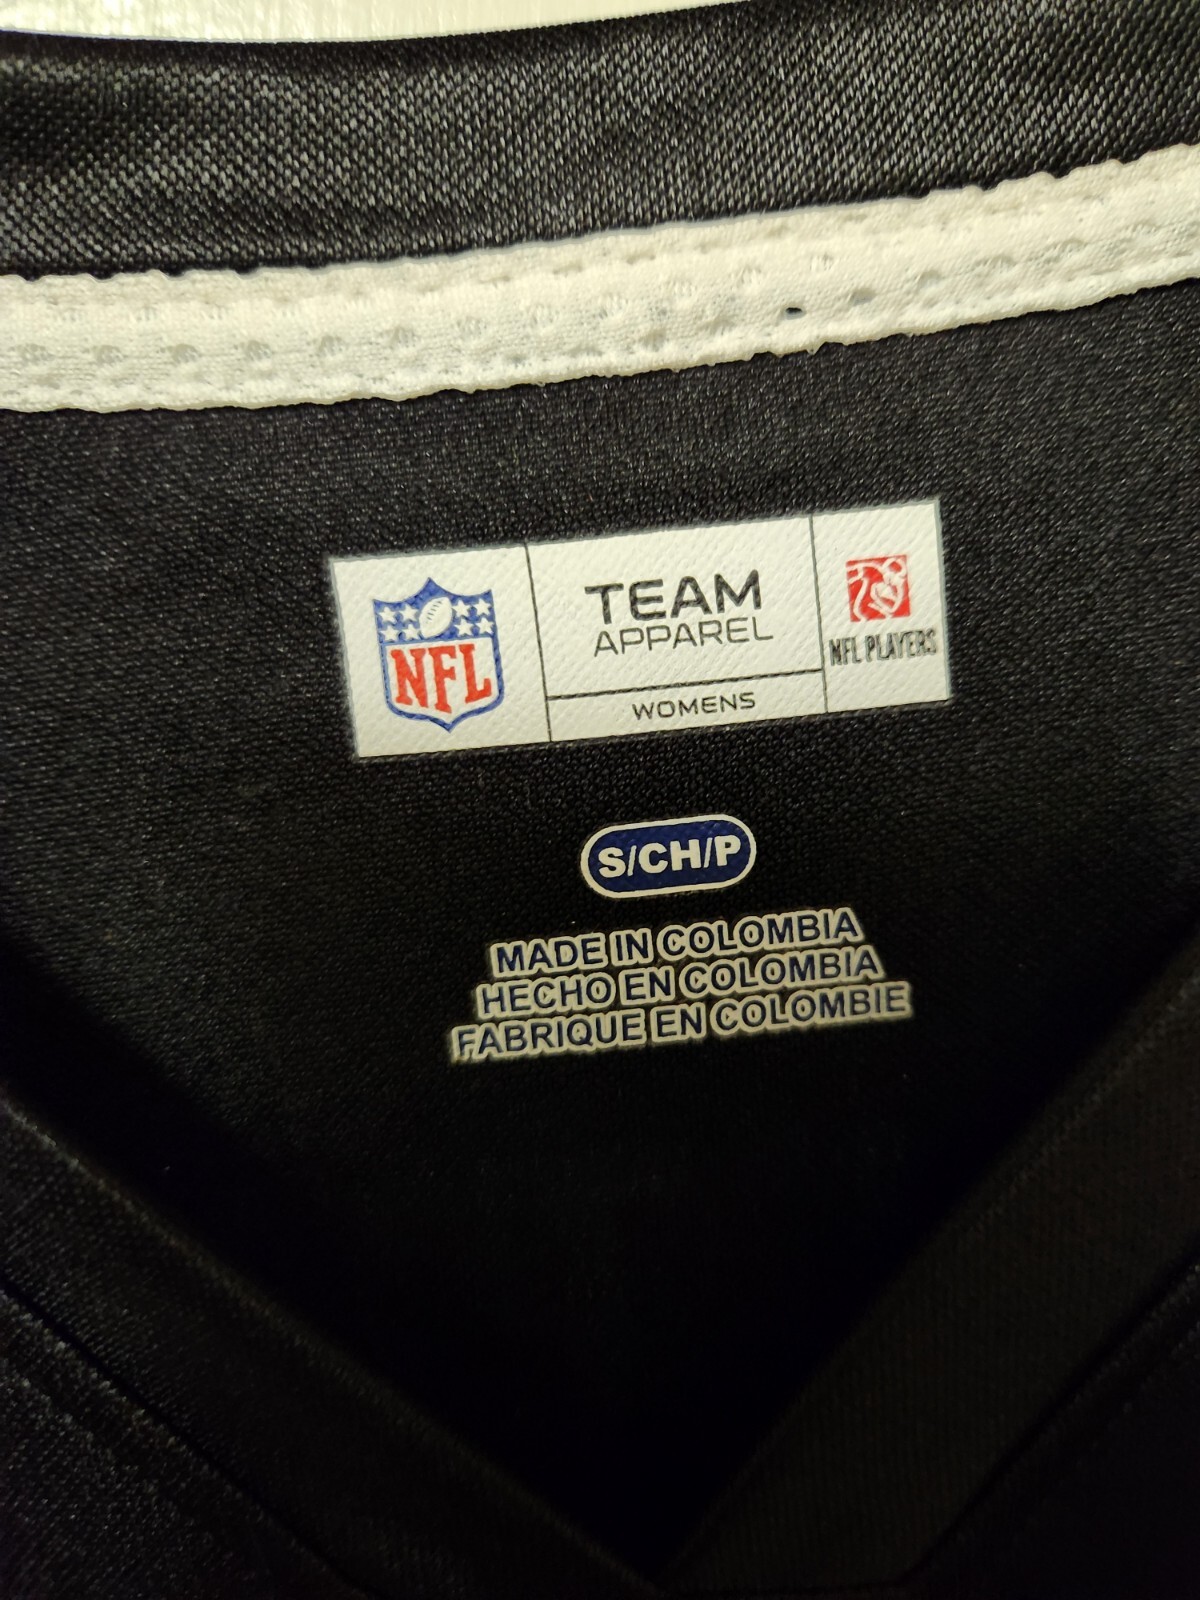 NFL
TEAM
APPAREL
WOMENS
NFL PLAYERS
S/CH/P
MADE IN COLOMBIA
HECHO EN COLOMBIA
FABRIQUE EN COLOMBIE